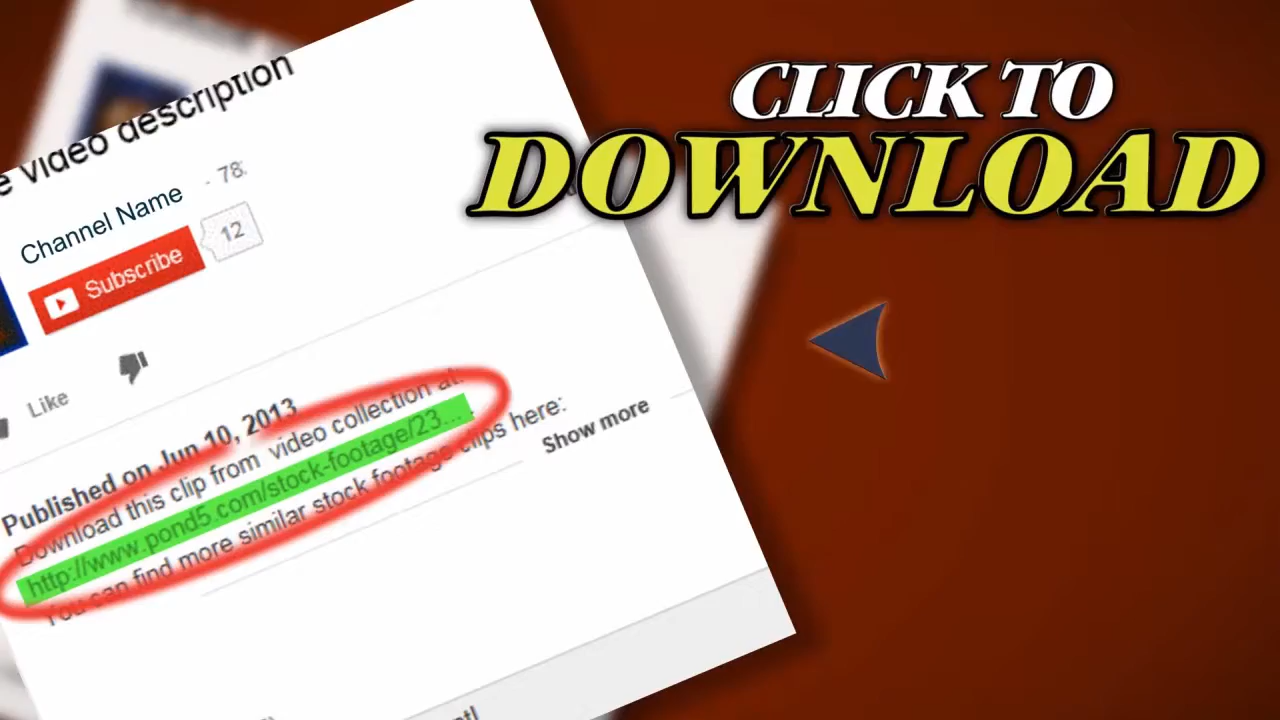 CLICK TO
DOWNLOAD
video description
Channel Name
78
Subscribe
12
Like
Published on Jun 10, 2013
Download this clip from video collection at:
http://www.pond5.com/stock-footage/23...
You can find more similar stock footage clips here:
Show more